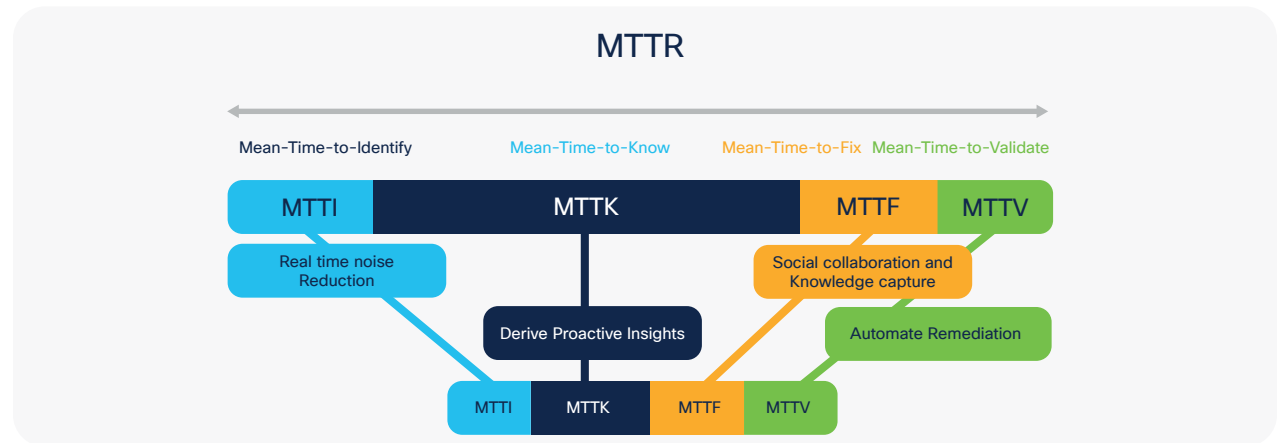 MTTR
Mean-Time-to-Identify
Mean-Time-to-Know
Mean-Time-to-Fix
Mean-Time-to-Validate
MTTI
MTTK
MTTF
MTTV
Real time noise
Reduction
Social collaboration and
Knowledge capture
Derive Proactive Insights
Automate Remediation
MTTI
MTTK
MTTF
MTTV